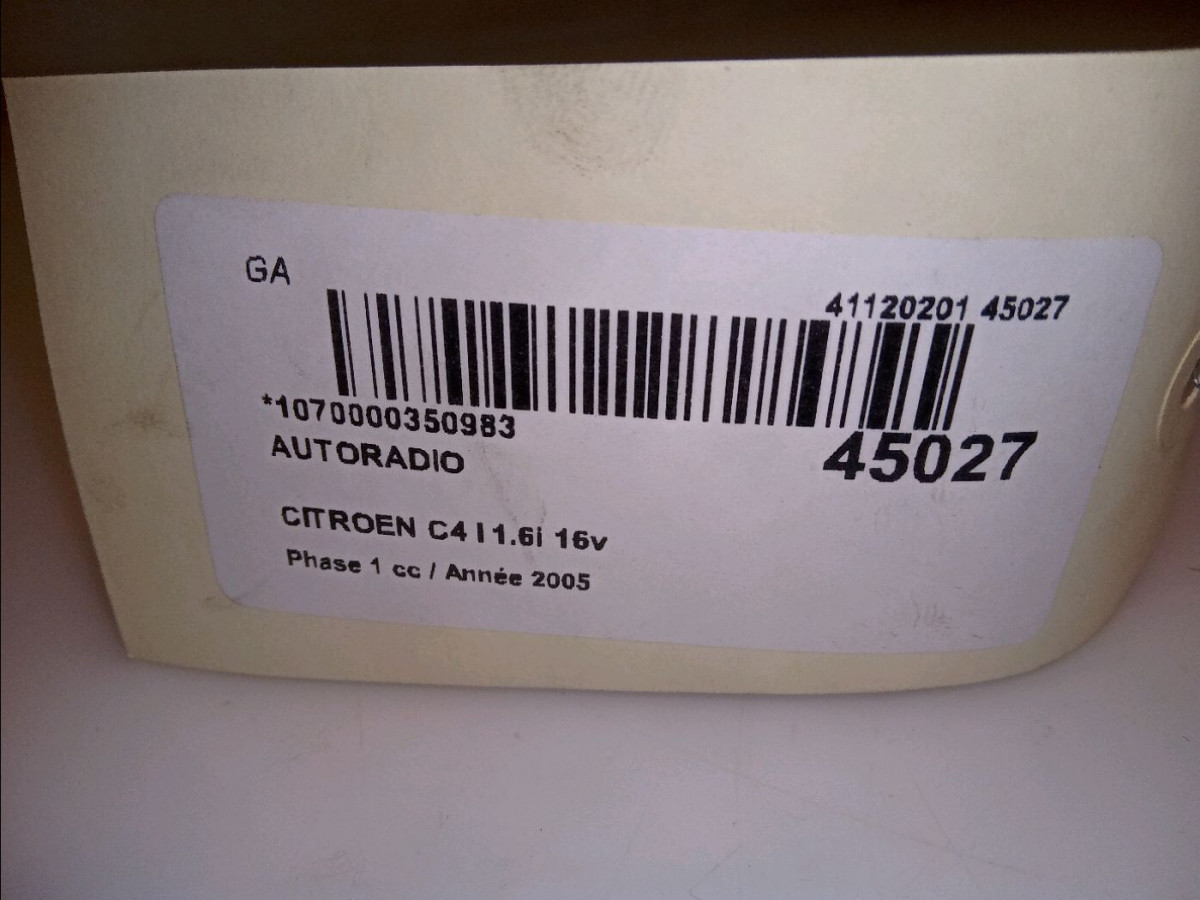 GA
41120201 45027
*1070000350983
45027
AUTORADIO
CITROEN C4 I 1.6i 16v
Phase 1 cc / Année 2005